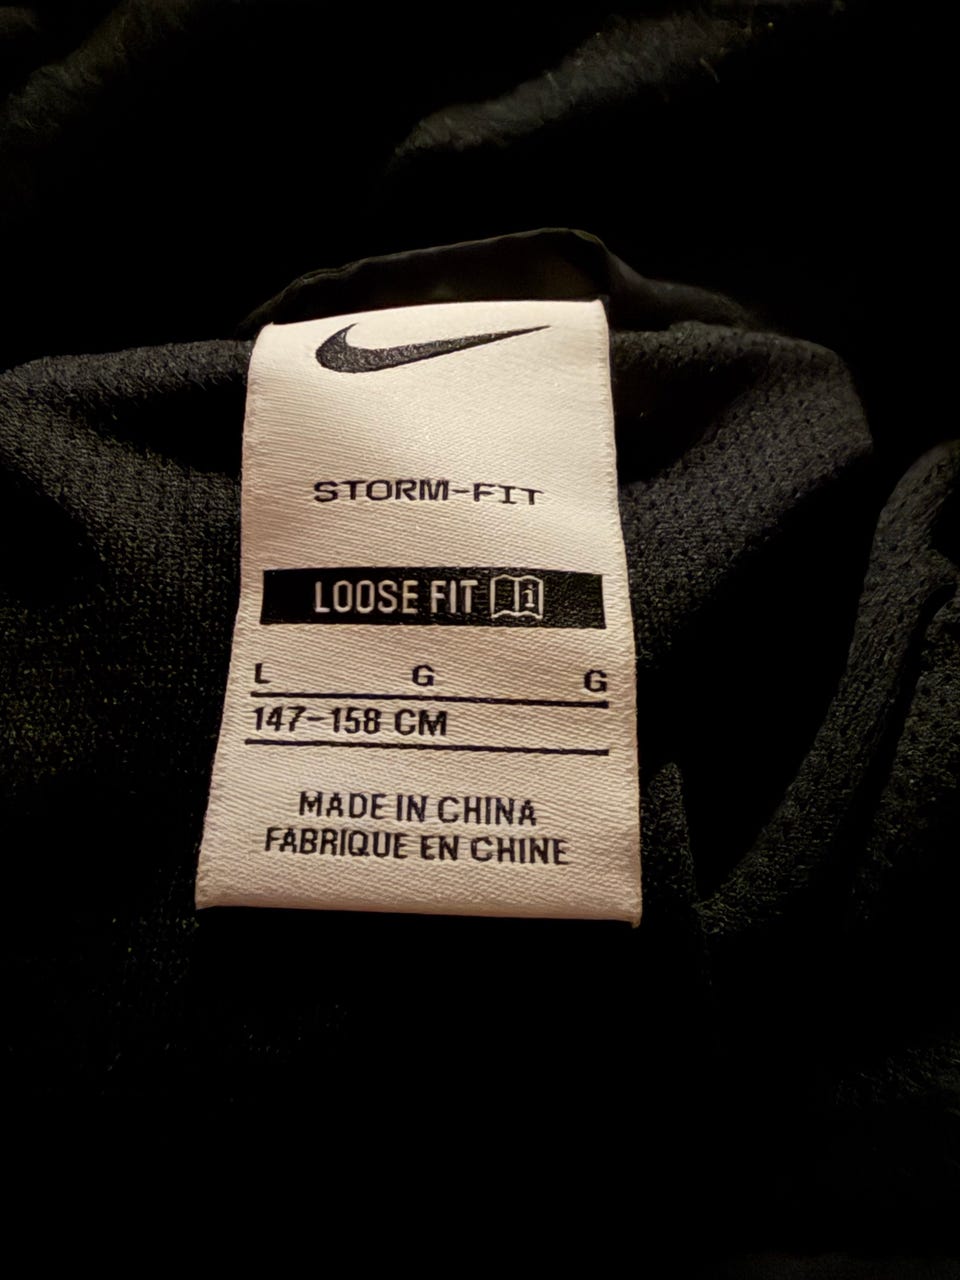 STORM-FIT
LOOSE FIT i
L G G
147-158 CM
MADE IN CHINA
FABRIQUE EN CHINE